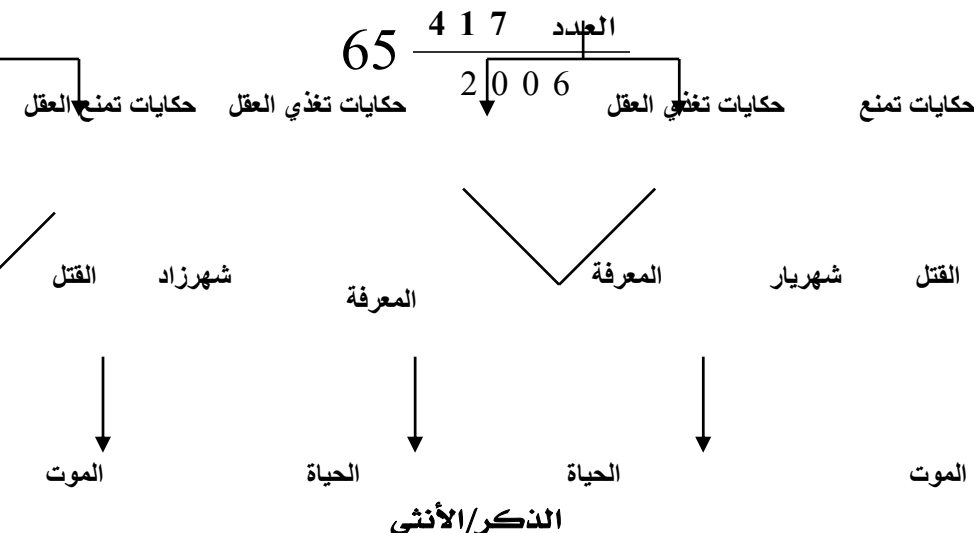 العدد 417
65
2006
حكايات تمنع حكايات تغذي العقل حكايات تغذي العقل حكايات تمنع العقل
القتل شهريار المعرفة المعرفة شهرزاد القتل
الموت الحياة الحياة الموت
الذكر/الأنثى